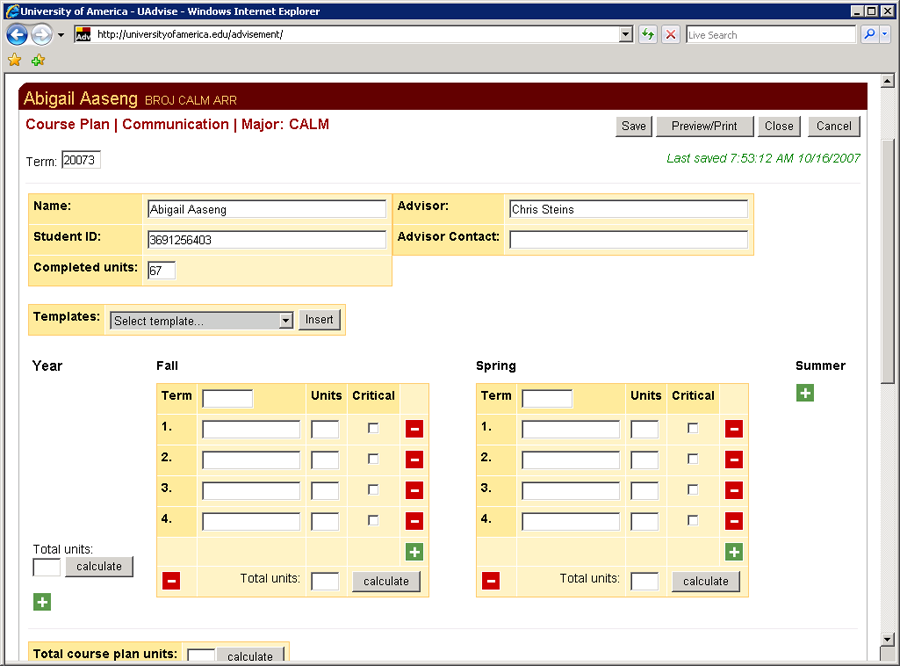 University of America - UAdvise - Windows Internet Explorer
Adv http://universityofamerica.edu/advisement/ Live Search
Abigail Aaseng BROJ CALM ARR
Course Plan | Communication | Major: CALM Save Preview/Print Close Cancel
Term: 20073 Last saved 7:53:12 AM 10/16/2007
Name: Abigail Aaseng Advisor: Chris Steins
Student ID: 3691256403 Advisor Contact:
Completed units: 67
Templates: Select template... Insert
Year Fall Spring Summer
Term Units Critical Term Units Critical
1. 1.
2. 2.
3. 3.
4. 4.
Total units:
calculate
Total units: calculate Total units: calculate
Total course plan units: calculate